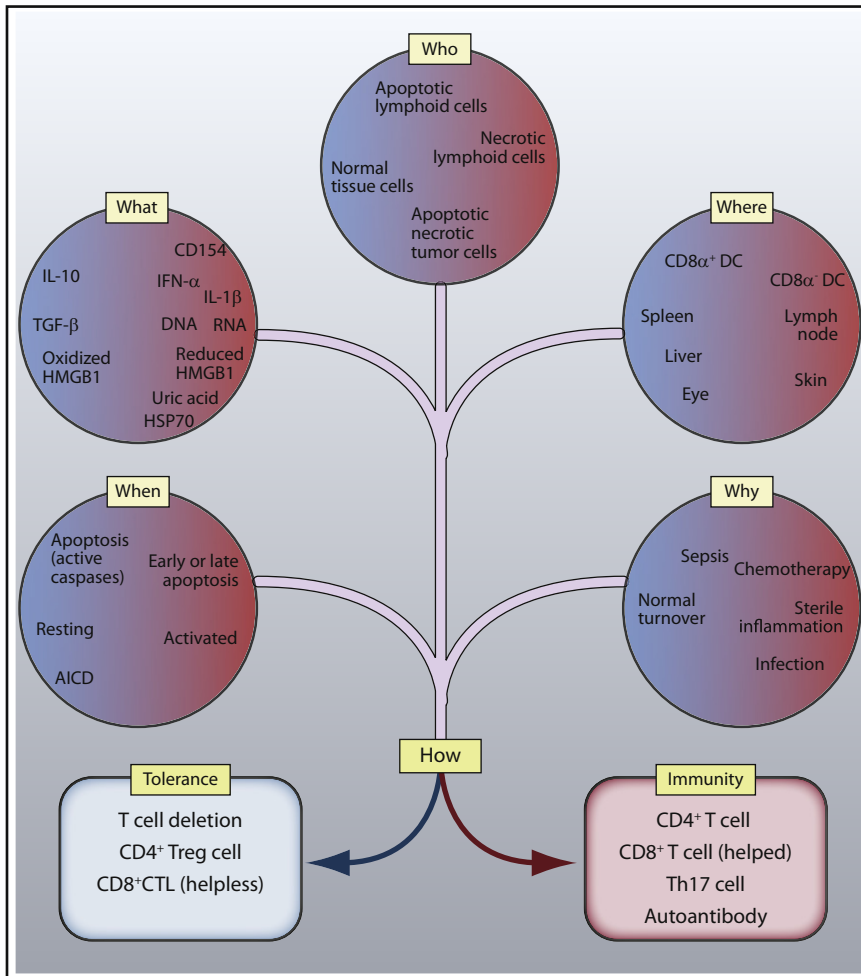 Who
Apoptotic
lymphoid cells
Necrotic
lymphoid cells
Normal
tissue cells
Apoptotic
necrotic
tumor cells
What
CD154
IL-10
IFN-α
IL-1β
TGF-β
DNA
RNA
Oxidized
HMGB1
Reduced
HMGB1
Uric acid
HSP70
Where
CD8α⁺ DC
CD8α⁻ DC
Spleen
Lymph
node
Liver
Skin
Eye
When
Apoptosis
(active
caspases)
Early or late
apoptosis
Resting
Activated
AICD
Why
Sepsis
Chemotherapy
Normal
turnover
Sterile
inflammation
Infection
How
Tolerance
T cell deletion
CD4⁺ Treg cell
CD8⁺CTL (helpless)
Immunity
CD4⁺ T cell
CD8⁺ T cell (helped)
Th17 cell
Autoantibody